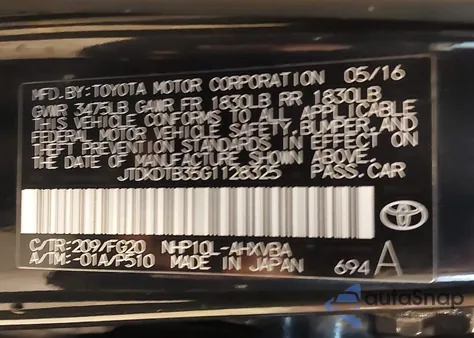 MFD. BY: TOYOTA MOTOR CORPORATION 05/16
GVWR 3475LB GAWR FR 1830LB RR 1830LB
THIS VEHICLE CONFORMS TO ALL APPLICABLE
FEDERAL MOTOR VEHICLE SAFETY, BUMPER, AND
THEFT PREVENTION STANDARDS IN EFFECT ON
THE DATE OF MANUFACTURE SHOWN ABOVE.
JTDKDTB35G1128325 PASS. CAR
C/TR: 209/FG20 NHP10L-AHXVBA
A/TM: -01A/P510 MADE IN JAPAN 694 A
autoSnap